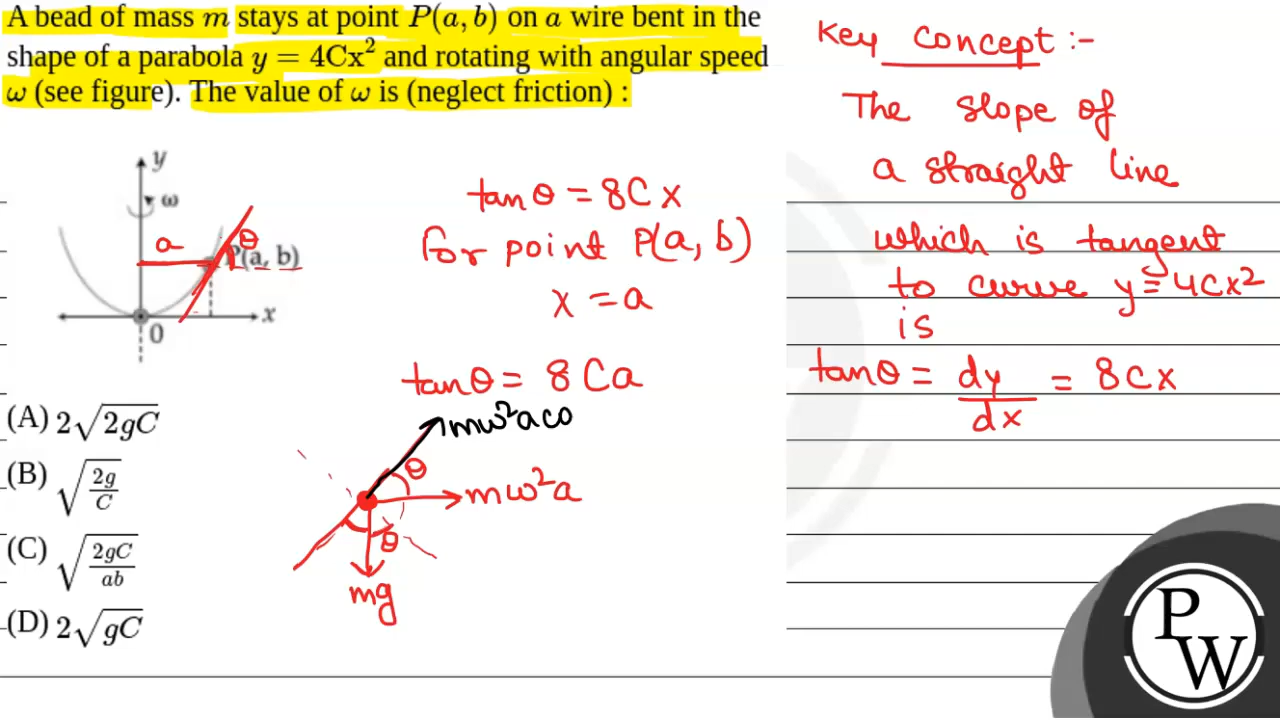 A bead of mass m stays at point P(a, b) on a wire bent in the
shape of a parabola y = 4Cx² and rotating with angular speed
ω (see figure). The value of ω is (neglect friction) :
y
ω
a
θ
P(a, b)
x
0
(A) 2√2gC
(B) √2g/C
(C) √2gC/ab
(D) 2√gC
tanθ = 8Cx
for point P(a, b)
x = a
tanθ = 8Ca
mω²a co
θ
mω²a
θ
mg
Key Concept :-
The slope of
a straight line
which is tangent
to curve y = 4Cx²
is
tanθ = dy/dx = 8Cx
P
W